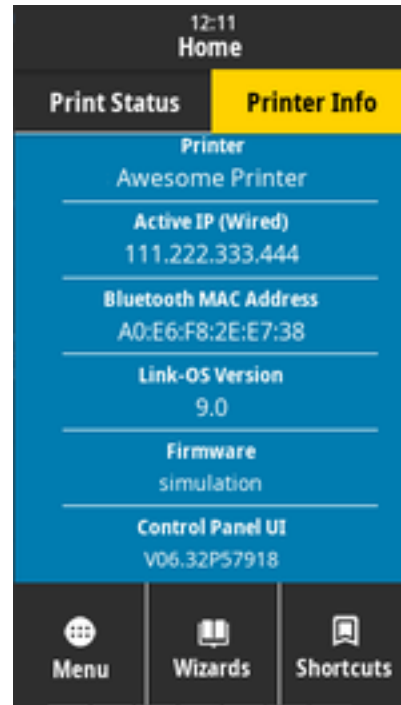 12:11
Home
Print Status
Printer Info
Printer
Awesome Printer
Active IP (Wired)
111.222.333.444
Bluetooth MAC Address
A0:E6:F8:2E:E7:38
Link-OS Version
9.0
Firmware
simulation
Control Panel UI
V06.32P57918
Menu
Wizards
Shortcuts